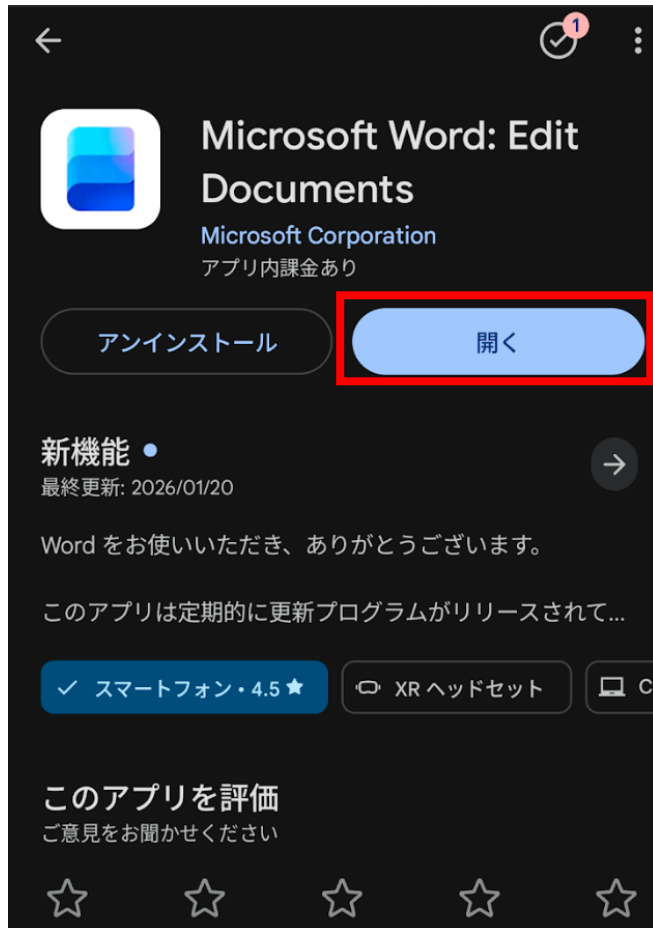 1
Microsoft Word: Edit
Documents
Microsoft Corporation
アプリ内課金あり
アンインストール
開く
新機能
最終更新: 2026/01/20
Word をお使いいただき、ありがとうございます。
このアプリは定期的に更新プログラムがリリースされて...
スマートフォン・4.5★
XR ヘッドセット
C
このアプリを評価
ご意見をお聞かせください